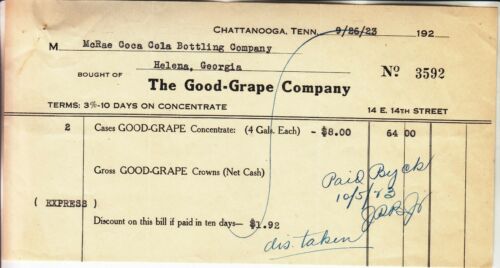 CHATTANOOGA, TENN. 9/26/23 192
M McRae Coca Cola Bottling Company
Helena, Georgia
BOUGHT OF No 3592
The Good-Grape Company
TERMS: 3%-10 DAYS ON CONCENTRATE 14 E. 14TH STREET
2 Cases GOOD-GRAPE Concentrate: (4 Gals. Each) - $8.00 64 00
Gross GOOD-GRAPE Crowns (Net Cash)
Paid By ck
10/5/23
( EXPRESS )
Discount on this bill if paid in ten days— $1.92
dis. taken